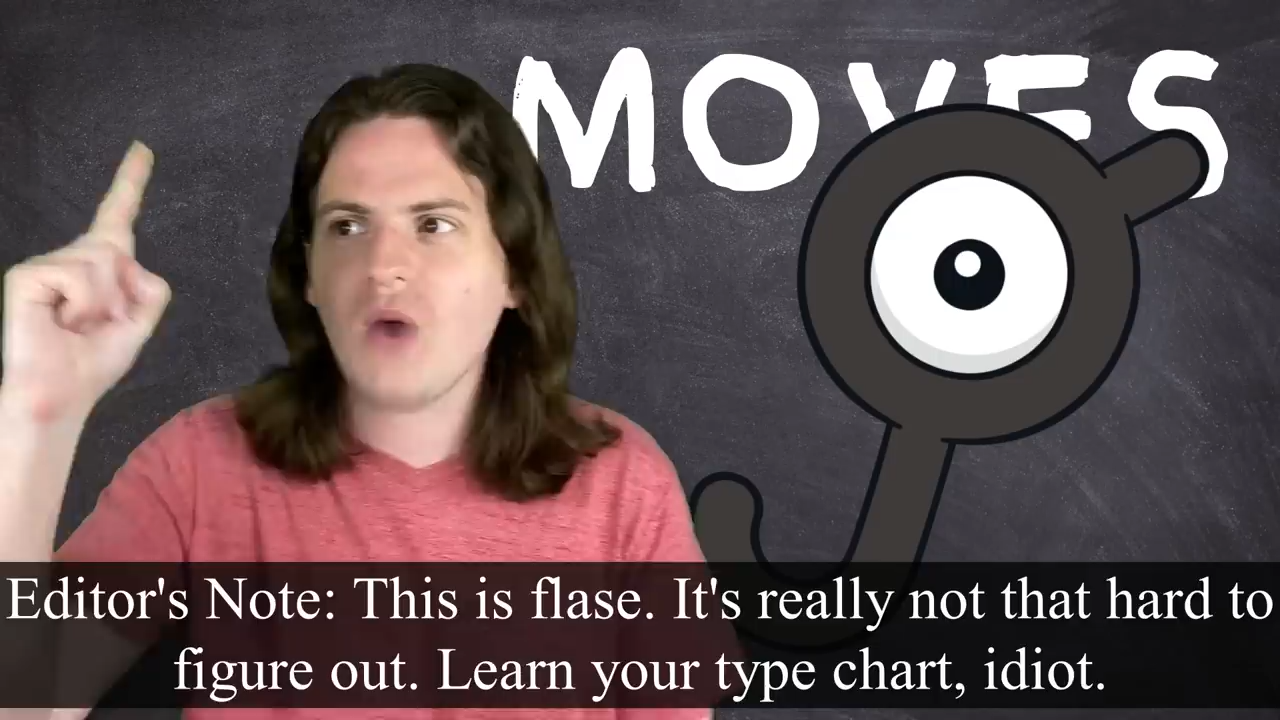 MOVES
Editor's Note: This is flase. It's really not that hard to
figure out. Learn your type chart, idiot.